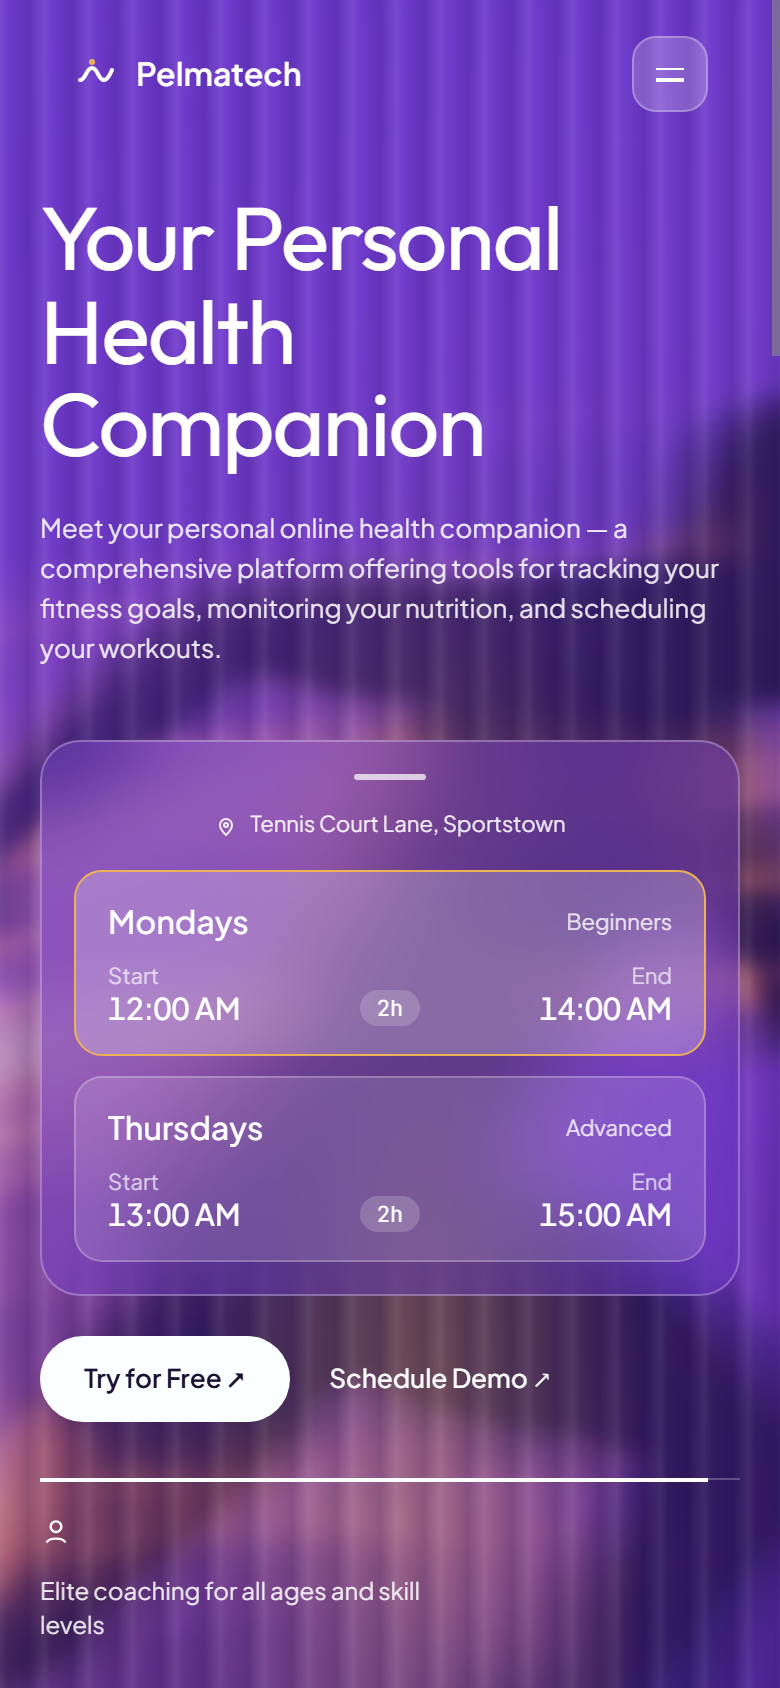 Pelmatech
Your Personal
Health
Companion
Meet your personal online health companion — a
comprehensive platform offering tools for tracking your
fitness goals, monitoring your nutrition, and scheduling
your workouts.
Tennis Court Lane, Sportstown
Mondays Beginners
Start End
12:00 AM 2h 14:00 AM
Thursdays Advanced
Start End
13:00 AM 2h 15:00 AM
Try for Free ↗ Schedule Demo ↗
Elite coaching for all ages and skill
levels